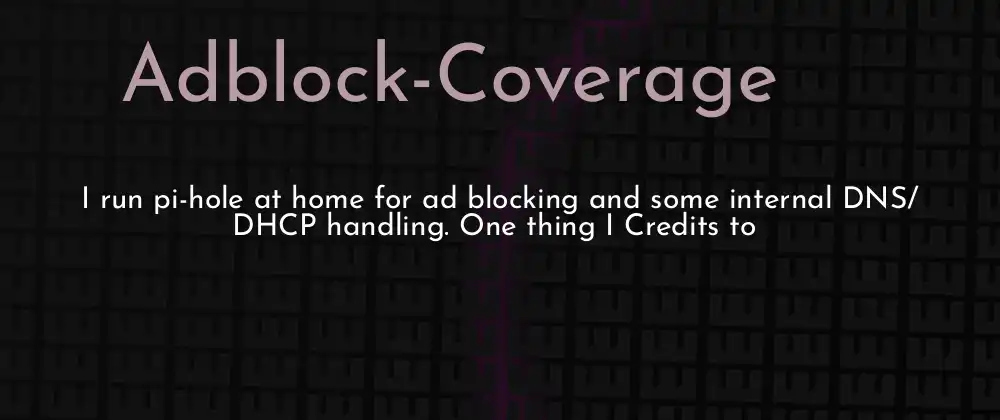 Adblock-Coverage
I run pi-hole at home for ad blocking and some internal DNS/
DHCP handling. One thing I Credits to